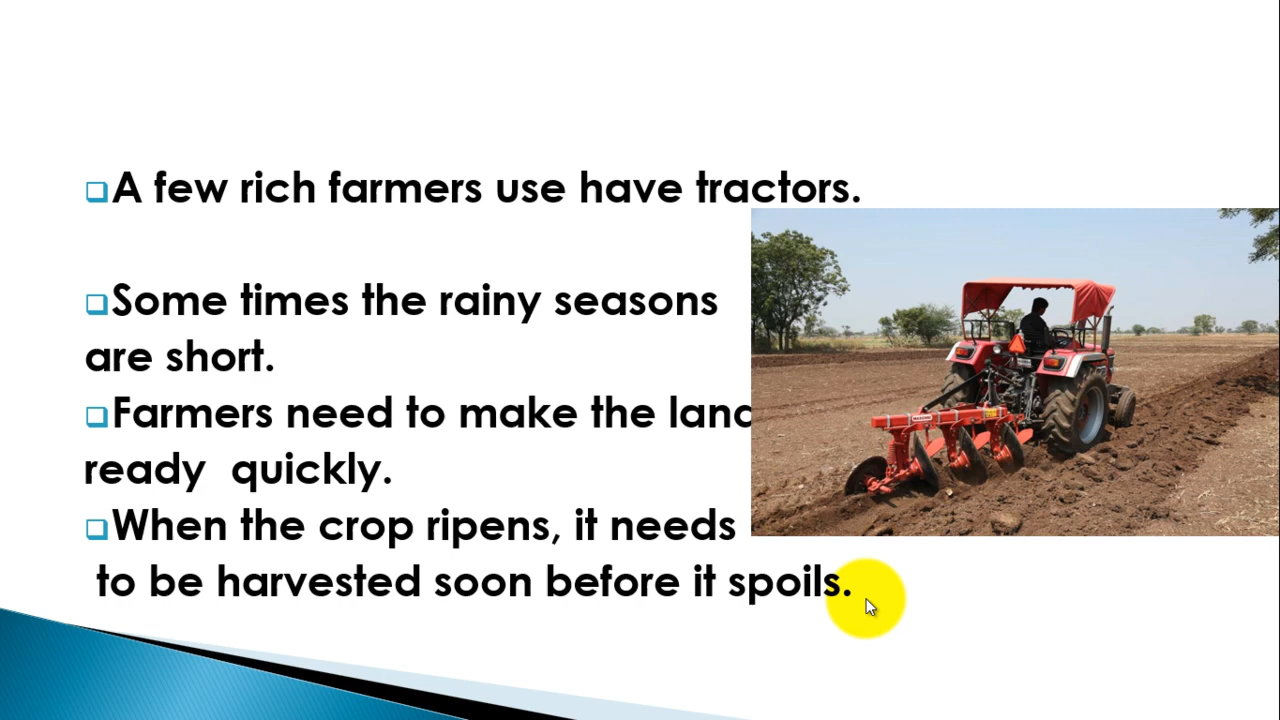 A few rich farmers use have tractors.
Some times the rainy seasons
are short.
Farmers need to make the land
ready quickly.
When the crop ripens, it needs
to be harvested soon before it spoils.